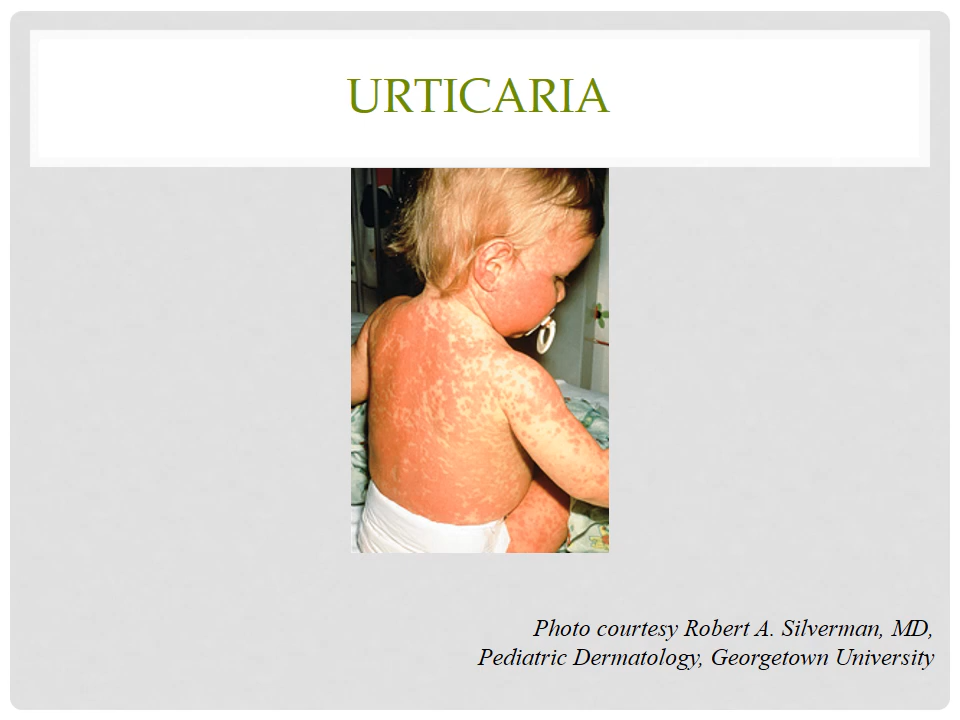 URTICARIA
Photo courtesy Robert A. Silverman, MD,
Pediatric Dermatology, Georgetown University